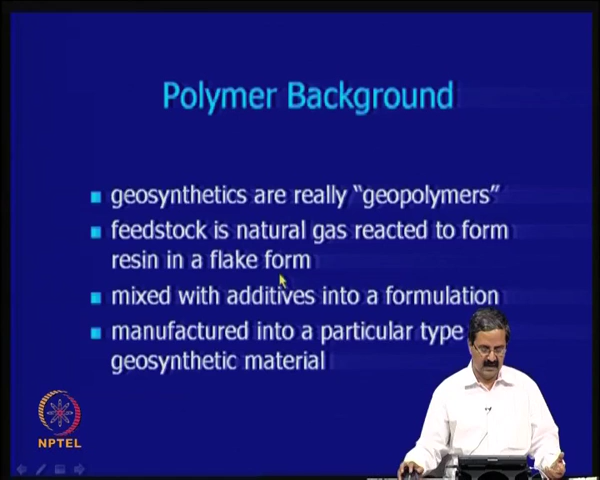 Polymer Background
geosynthetics are really “geopolymers”
feedstock is natural gas reacted to form
resin in a flake form
mixed with additives into a formulation
manufactured into a particular type
geosynthetic material
NPTEL